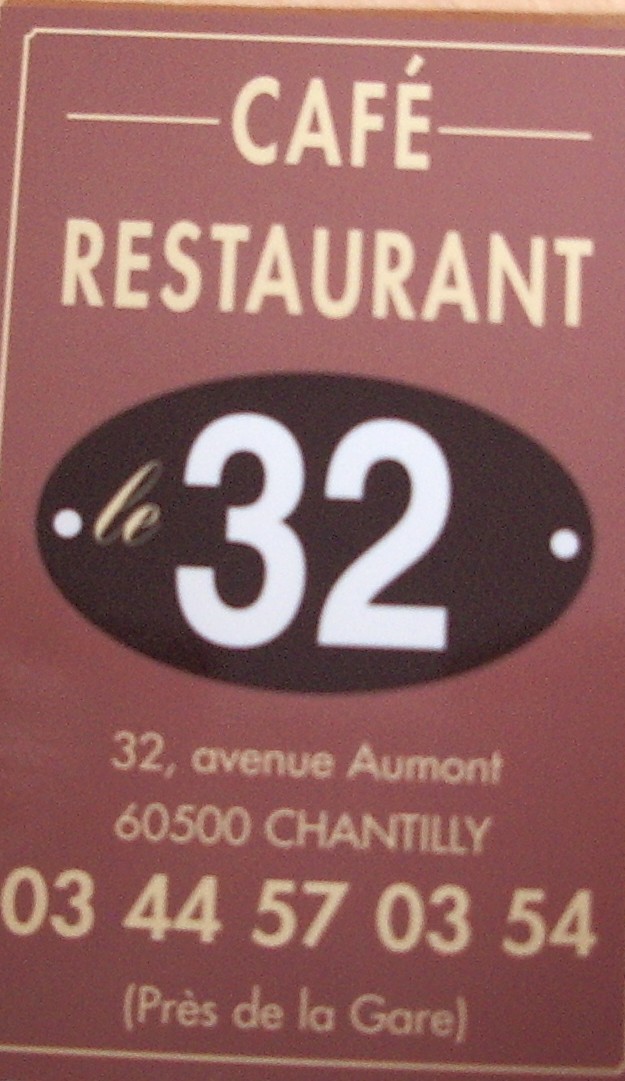 CAFÉ
RESTAURANT
le 32
32, avenue Aumont
60500 CHANTILLY
03 44 57 03 54
(Près de la Gare)